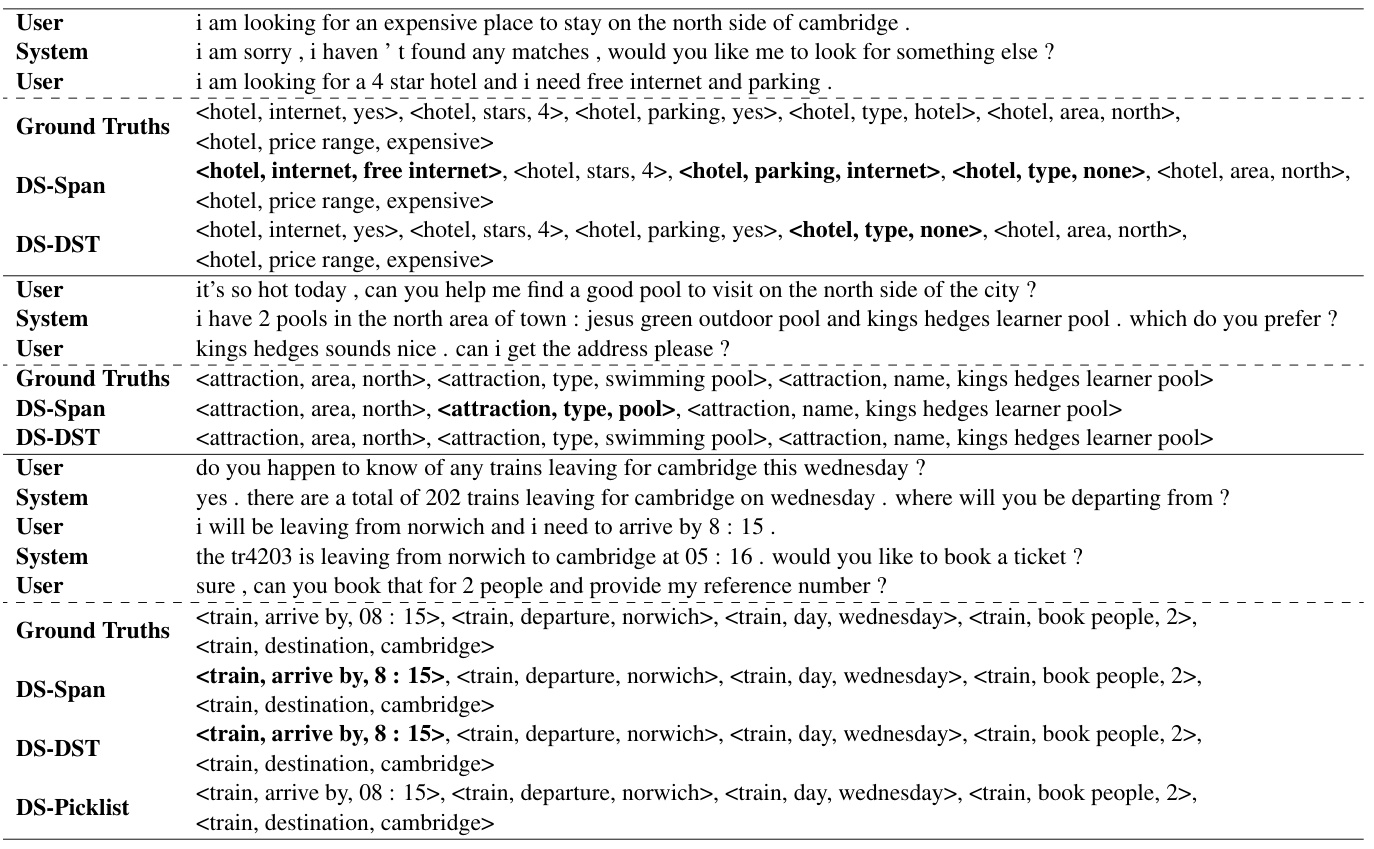 User i am looking for an expensive place to stay on the north side of cambridge .
System i am sorry , i haven ’ t found any matches , would you like me to look for something else ?
User i am looking for a 4 star hotel and i need free internet and parking .
Ground Truths <hotel, internet, yes>, <hotel, stars, 4>, <hotel, parking, yes>, <hotel, type, hotel>, <hotel, area, north>,
<hotel, price range, expensive>
DS-Span <hotel, internet, free internet>, <hotel, stars, 4>, <hotel, parking, internet>, <hotel, type, none>, <hotel, area, north>,
<hotel, price range, expensive>
DS-DST <hotel, internet, yes>, <hotel, stars, 4>, <hotel, parking, yes>, <hotel, type, none>, <hotel, area, north>,
<hotel, price range, expensive>
User it’s so hot today , can you help me find a good pool to visit on the north side of the city ?
System i have 2 pools in the north area of town : jesus green outdoor pool and kings hedges learner pool . which do you prefer ?
User kings hedges sounds nice . can i get the address please ?
Ground Truths <attraction, area, north>, <attraction, type, swimming pool>, <attraction, name, kings hedges learner pool>
DS-Span <attraction, area, north>, <attraction, type, pool>, <attraction, name, kings hedges learner pool>
DS-DST <attraction, area, north>, <attraction, type, swimming pool>, <attraction, name, kings hedges learner pool>
User do you happen to know of any trains leaving for cambridge this wednesday ?
System yes . there are a total of 202 trains leaving for cambridge on wednesday . where will you be departing from ?
User i will be leaving from norwich and i need to arrive by 8 : 15 .
System the tr4203 is leaving from norwich to cambridge at 05 : 16 . would you like to book a ticket ?
User sure , can you book that for 2 people and provide my reference number ?
Ground Truths <train, arrive by, 08 : 15>, <train, departure, norwich>, <train, day, wednesday>, <train, book people, 2>,
<train, destination, cambridge>
DS-Span <train, arrive by, 8 : 15>, <train, departure, norwich>, <train, day, wednesday>, <train, book people, 2>,
<train, destination, cambridge>
DS-DST <train, arrive by, 8 : 15>, <train, departure, norwich>, <train, day, wednesday>, <train, book people, 2>,
<train, destination, cambridge>
DS-Picklist <train, arrive by, 08 : 15>, <train, departure, norwich>, <train, day, wednesday>, <train, book people, 2>,
<train, destination, cambridge>